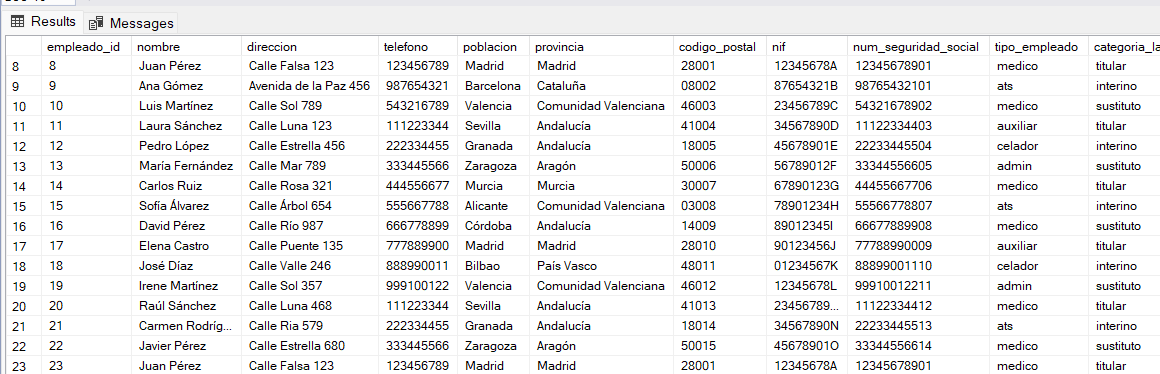 Results Messages
empleado_id nombre direccion telefono poblacion provincia codigo_postal nif num_seguridad_social tipo_empleado categoria_la
8 8 Juan Pérez Calle Falsa 123 123456789 Madrid Madrid 28001 12345678A 12345678901 medico titular
9 9 Ana Gómez Avenida de la Paz 456 987654321 Barcelona Cataluña 08002 87654321B 98765432101 ats interino
10 10 Luis Martínez Calle Sol 789 543216789 Valencia Comunidad Valenciana 46003 23456789C 54321678902 medico sustituto
11 11 Laura Sánchez Calle Luna 123 111223344 Sevilla Andalucía 41004 34567890D 11122334403 auxiliar titular
12 12 Pedro López Calle Estrella 456 222334455 Granada Andalucía 18005 45678901E 22233445504 celador interino
13 13 María Fernández Calle Mar 789 333445566 Zaragoza Aragón 50006 56789012F 33344556605 admin sustituto
14 14 Carlos Ruiz Calle Rosa 321 444556677 Murcia Murcia 30007 67890123G 44455667706 medico titular
15 15 Sofía Álvarez Calle Árbol 654 555667788 Alicante Comunidad Valenciana 03008 78901234H 55566778807 ats interino
16 16 David Pérez Calle Río 987 666778899 Córdoba Andalucía 14009 89012345I 66677889908 medico sustituto
17 17 Elena Castro Calle Puente 135 777889900 Madrid Madrid 28010 90123456J 77788990009 auxiliar titular
18 18 José Díaz Calle Valle 246 888990011 Bilbao País Vasco 48011 01234567K 88899001110 celador interino
19 19 Irene Martínez Calle Sol 357 999100122 Valencia Comunidad Valenciana 46012 12345678L 99910012211 admin sustituto
20 20 Raúl Sánchez Calle Luna 468 111223344 Sevilla Andalucía 41013 23456789... 11122334412 medico titular
21 21 Carmen Rodríg... Calle Ria 579 222334455 Granada Andalucía 18014 34567890N 22233445513 ats interino
22 22 Javier Pérez Calle Estrella 680 333445566 Zaragoza Aragón 50015 45678901O 33344556614 medico sustituto
23 23 Juan Pérez Calle Falsa 123 123456789 Madrid Madrid 28001 12345678A 12345678901 medico titular